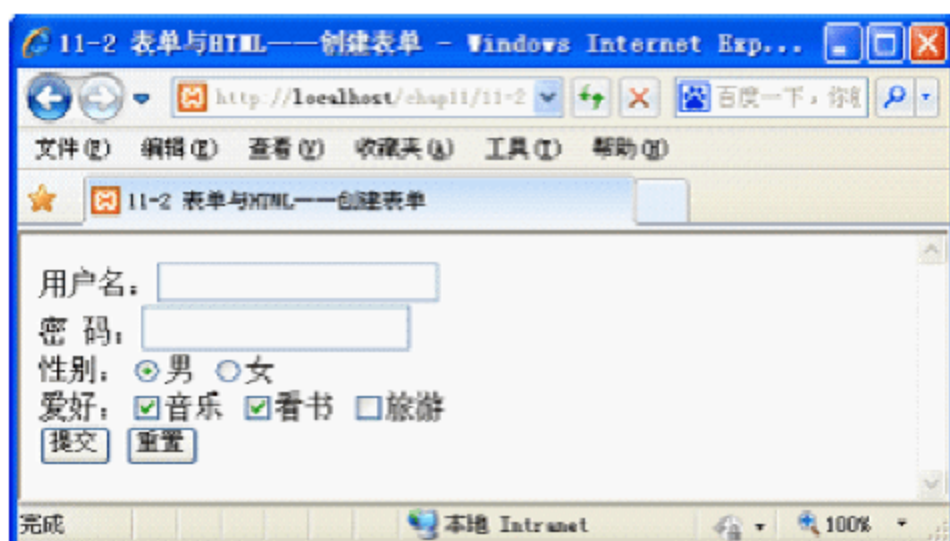 11-2 表单与HTML——创建表单 - Windows Internet Exp...
http://localhost/chap11/11-2 百度一下，你
文件(F) 编辑(E) 查看(V) 收藏夹(A) 工具(T) 帮助(H)
11-2 表单与HTML——创建表单
用户名：
密 码：
性别： 男 女
爱好： 音乐 看书 旅游
提交 重置
完成 本地 Intranet 100%